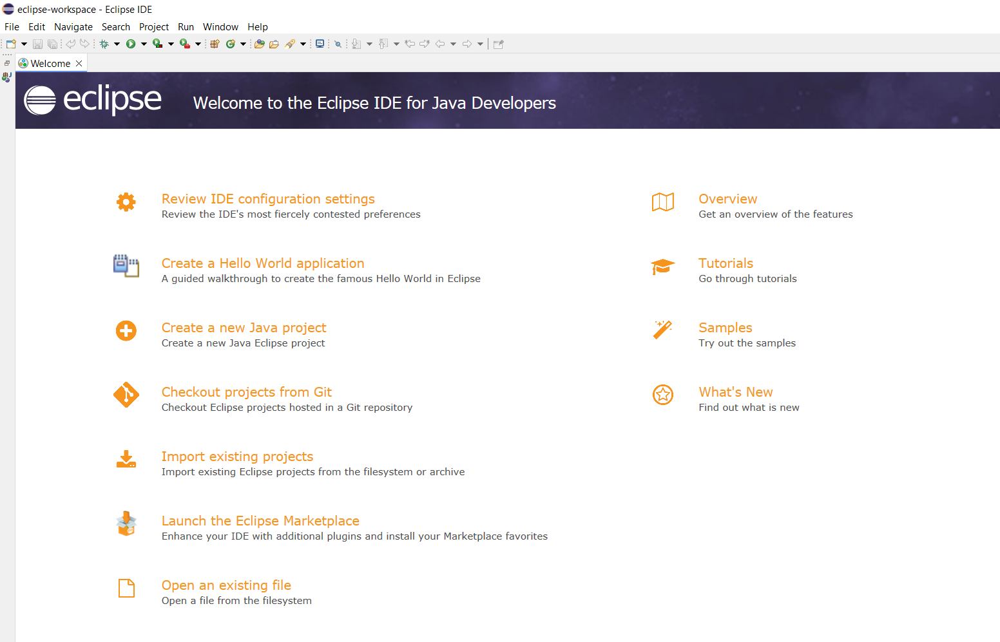 eclipse-workspace - Eclipse IDE
File Edit Navigate Search Project Run Window Help
Welcome
eclipse
Welcome to the Eclipse IDE for Java Developers
Review IDE configuration settings
Review the IDE's most fiercely contested preferences
Create a Hello World application
A guided walkthrough to create the famous Hello World in Eclipse
Create a new Java project
Create a new Java Eclipse project
Checkout projects from Git
Checkout Eclipse projects hosted in a Git repository
Import existing projects
Import existing Eclipse projects from the filesystem or archive
Launch the Eclipse Marketplace
Enhance your IDE with additional plugins and install your Marketplace favorites
Open an existing file
Open a file from the filesystem
Overview
Get an overview of the features
Tutorials
Go through tutorials
Samples
Try out the samples
What's New
Find out what is new